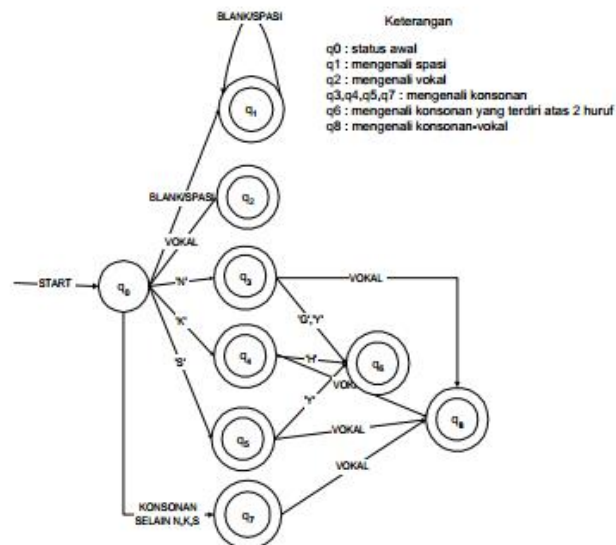 BLANK/SPASI
Keterangan
q0 : status awal
q1 : mengenali spasi
q2 : mengenali vokal
q3,q4,q5,q7 : mengenali konsonan
q6 : mengenali konsonan yang terdiri atas 2 huruf
q8 : mengenali konsonan-vokal
q1
BLANK/SPASI
q2
VOKAL
START
q0
'N'
q3
VOKAL
'G','Y'
'K'
q4
'H'
q6
'S'
'Y'
VOKAL
q5
VOKAL
q8
VOKAL
KONSONAN
SELAIN N,K,S
q7